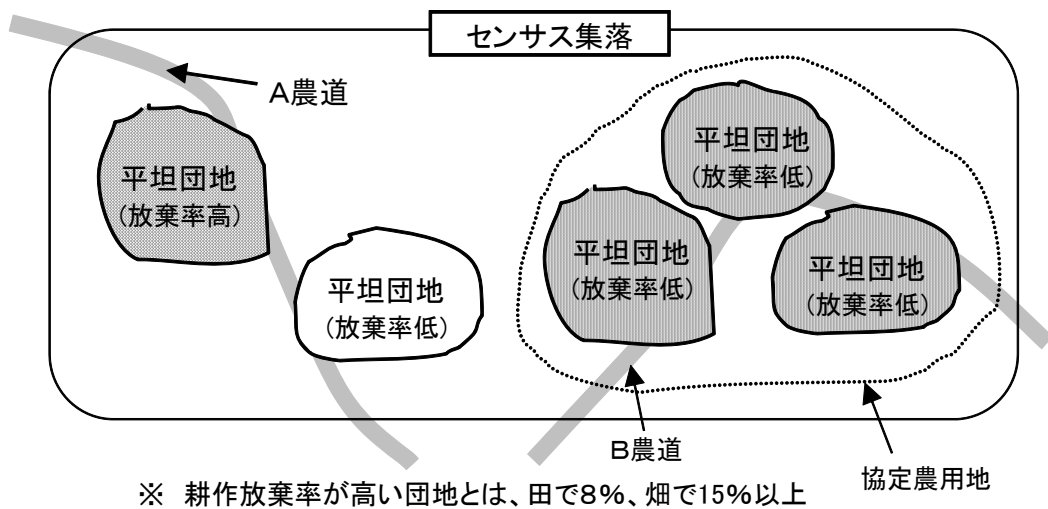 センサス集落
A農道
平坦団地
(放棄率高)
平坦団地
(放棄率低)
平坦団地
(放棄率低)
平坦団地
(放棄率低)
平坦団地
(放棄率低)
B農道
協定農用地
※ 耕作放棄率が高い団地とは、田で8%、畑で15%以上